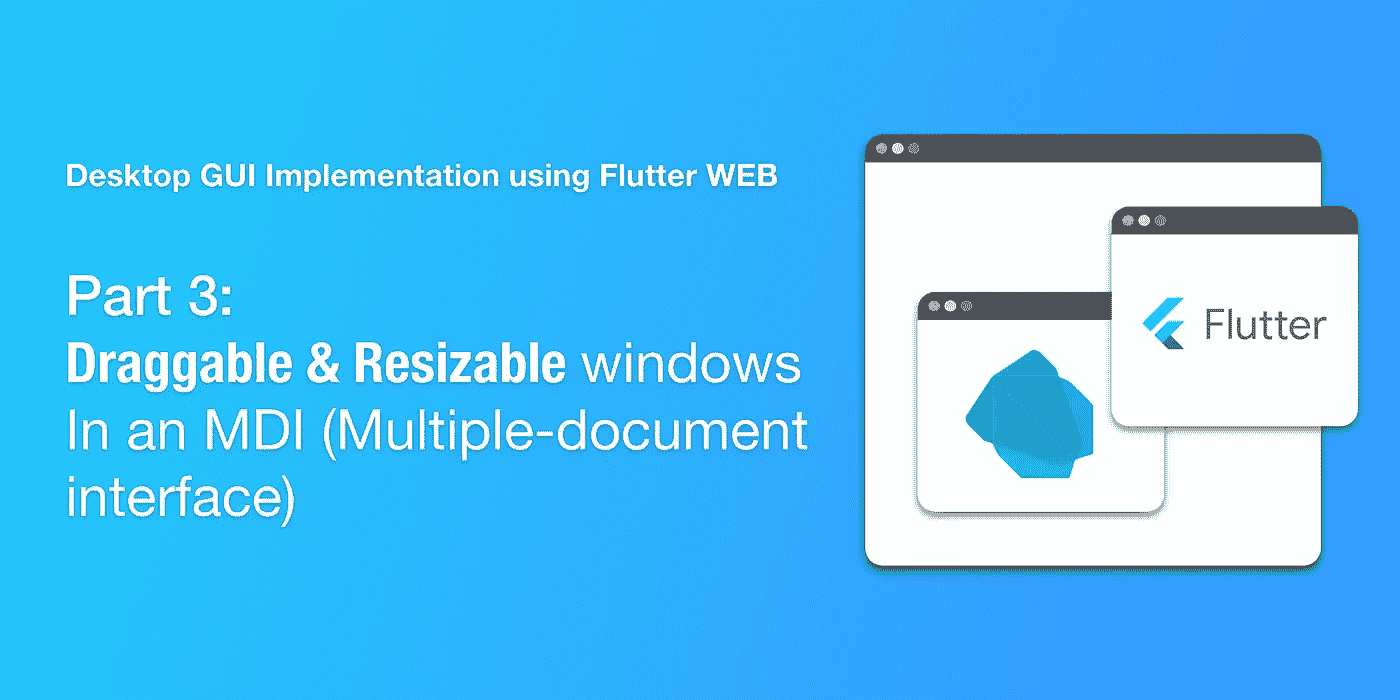 Desktop GUI Implementation using Flutter WEB
Part 3:
Draggable & Resizable windows
In an MDI (Multiple-document
interface)
Flutter